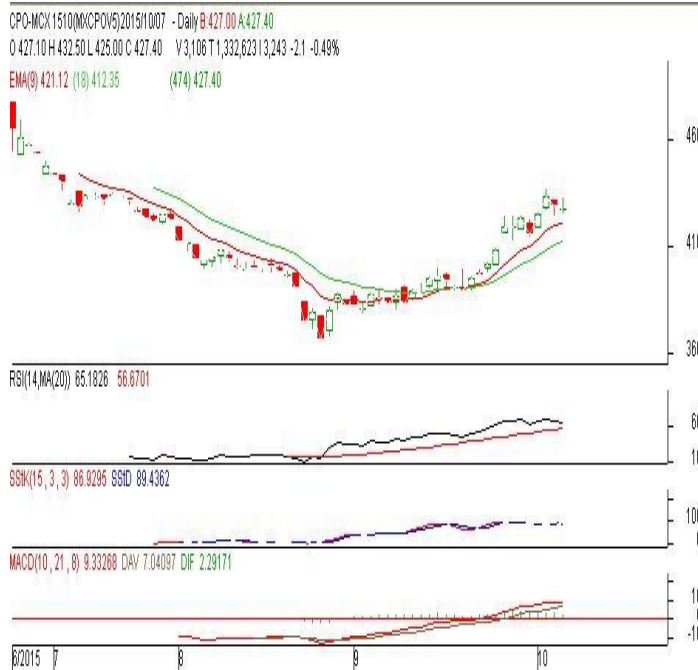 CPO-MCX 1510(MXCPOV5)2015/10/07 - Daily B:427.00 A:427.40
O 427.10 H 432.50 L 425.00 C 427.40 V 3,106 T 1,332,623 I 3,243 -2.1 -0.49%
EMA(9) 421.12 (18) 412.35 (474) 427.40
460
410
360
RSI(14,MA(20)) 65.1826 56.6701
SStK(15 , 3 , 3) 86.9295 SStD 89.4362
MACD(10 , 21 , 8) 9.33268 DAV 7.04097 DIF 2.29171
6/2015 7 8 9 10